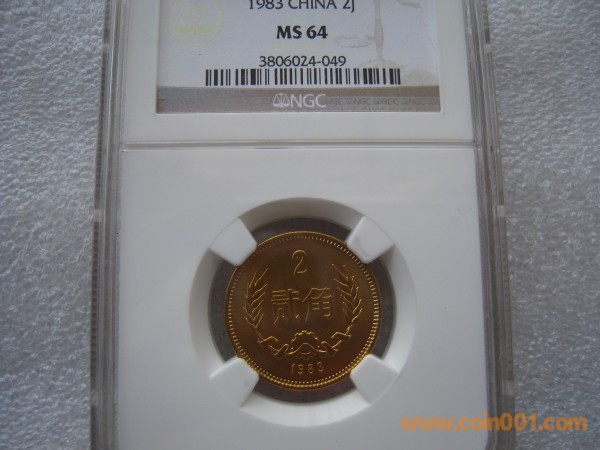 1983 CHINA 2J
MS 64
3806024-049
NGC
2
贰角
1983
www.coin001.com